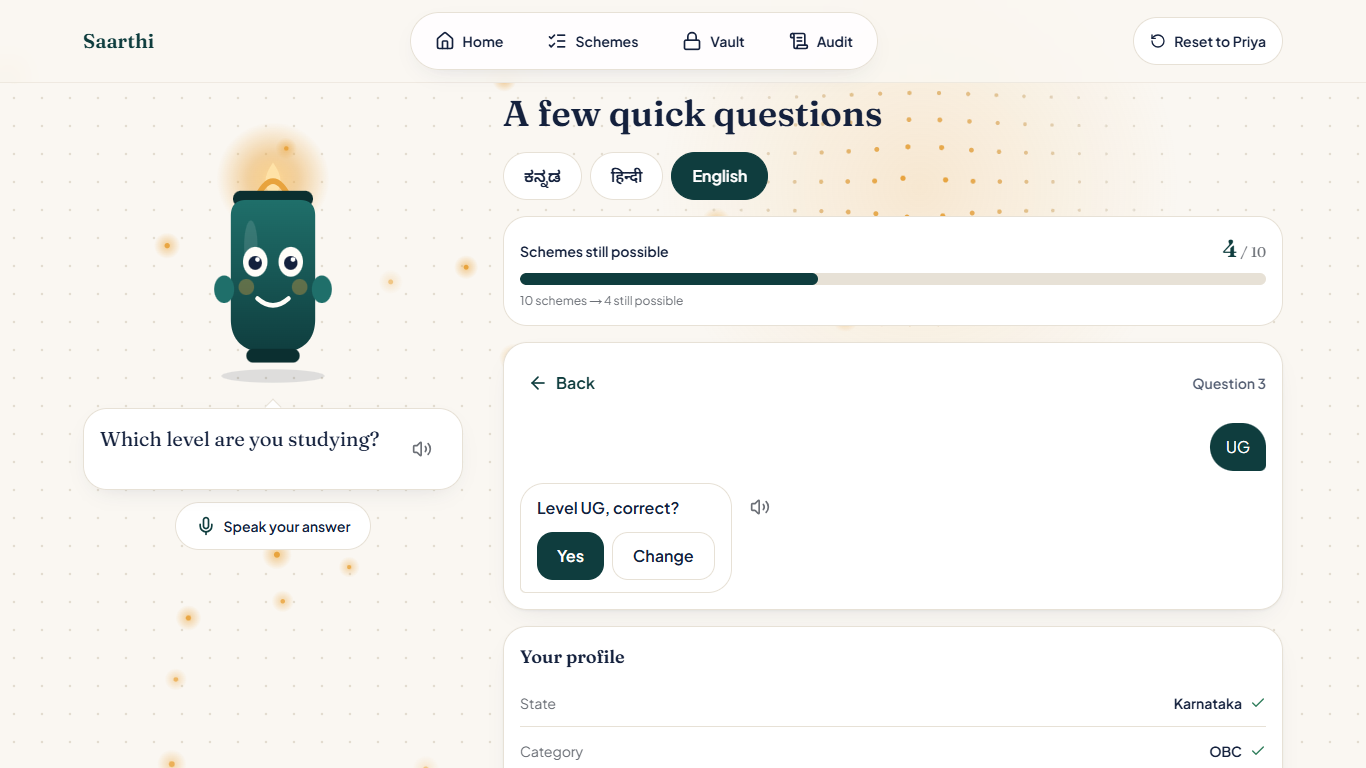 Saarthi
Home
Schemes
Vault
Audit
Reset to Priya
A few quick questions
ಕನ್ನಡ
हिन्दी
English
Schemes still possible
4 / 10
10 schemes → 4 still possible
Back
Question 3
Which level are you studying?
UG
Level UG, correct?
Yes
Change
Speak your answer
Your profile
State
Karnataka
Category
OBC